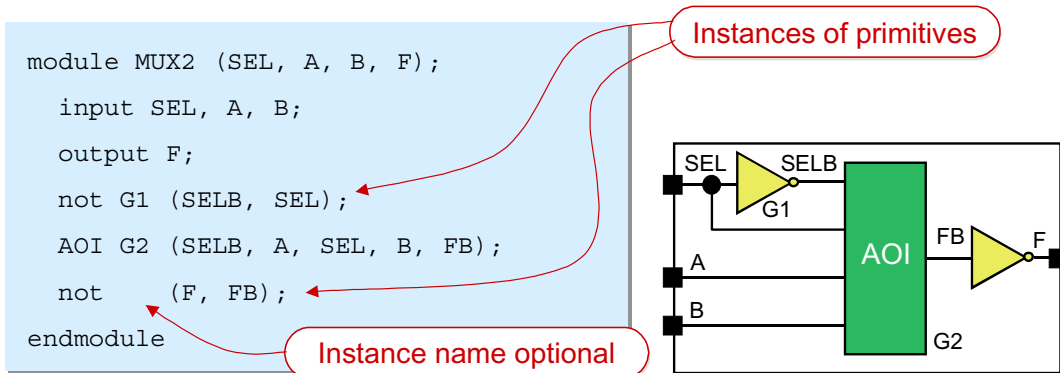 Instances of primitives
module MUX2 (SEL, A, B, F);
input SEL, A, B;
output F;
not G1 (SELB, SEL);
AOI G2 (SELB, A, SEL, B, FB);
not (F, FB);
endmodule
Instance name optional
SEL SELB
G1
A
B
AOI
G2
FB
F